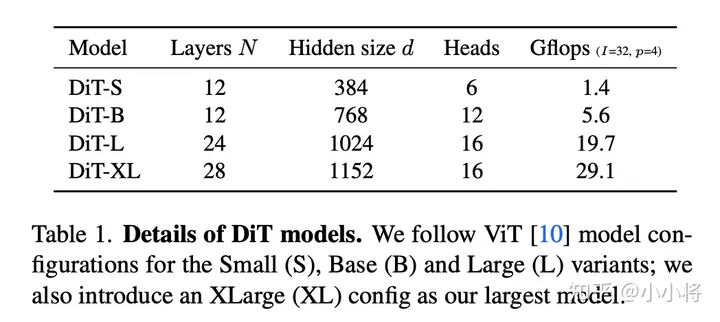 Model Layers N Hidden size d Heads Gflops (I=32, p=4)
DiT-S 12 384 6 1.4
DiT-B 12 768 12 5.6
DiT-L 24 1024 16 19.7
DiT-XL 28 1152 16 29.1
Table 1. Details of DiT models. We follow ViT [10] model con-
figurations for the Small (S), Base (B) and Large (L) variants; we
also introduce an XLarge (XL) config as our largest model.
知乎 @小小将